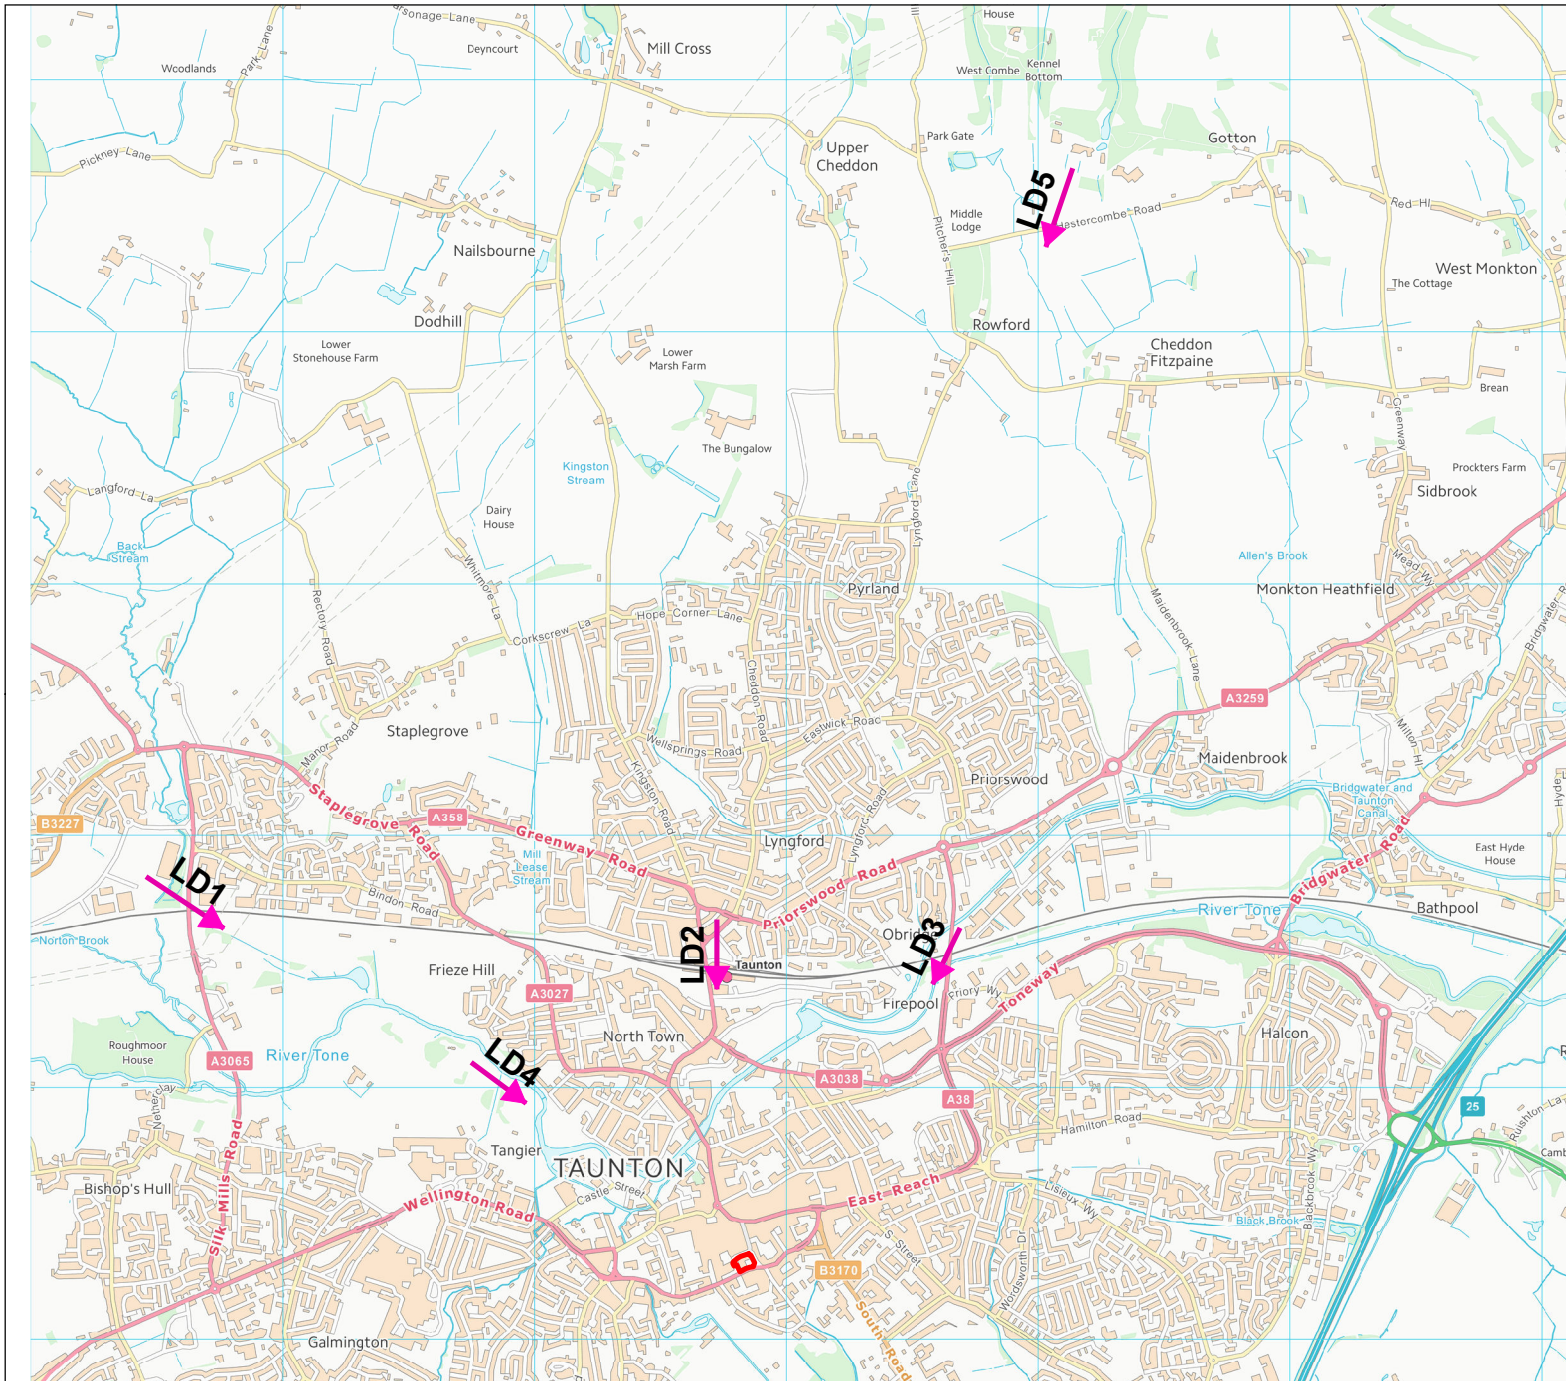 House
Parsonage Lane
Mill Cross
Deyncourt
Park Lane
Woodlands
West Combe
Kennel
Bottom
Park Gate
Gotton
Upper
Cheddon
Pickney Lane
LD5
Red Hl
Hestercombe Road
Middle
Lodge
Pitcher's Hill
Nailsbourne
West Monkton
The Cottage
Dodhill
Rowford
Lower
Stonehouse Farm
Lower
Marsh Farm
Cheddon
Fitzpaine
Brean
Greenway
The Bungalow
Kingston
Stream
Prockters Farm
Langford La
Sidbrook
Lyngford Lane
Dairy
House
Back
Stream
Allen's Brook
Mead Wy
Whitmore La
Pyrland
Monkton Heathfield
Rectory Road
Hope Corner Lane
Corkscrew La
Maidenbrook Lane
Bridgwater R
Cheddon Road
A3259
Staplegrove
Manor Road
Eastwick Roac
Wellsprings Road
Milton Hl
Maidenbrook
Priorswood
Kingston Road
Bridgwater and
Taunton
Canal
Hyde
Staplegrove Road
A358
B3227
Greenway Road
Lyngford
Lyngford Road
Mill
Lease
Stream
East Hyde
House
Bridgwater Road
LD1
Bindon Road
Priorswood Road
River Tone
Bathpool
Norton Brook
Obridge
LD3
LD2
Taunton
Frieze Hill
A3027
Firepool
Priory Wy
Toneway
North Town
Halcon
Roughmoor
House
River Tone
A3065
LD4
A3038
A38
25
Netherclay
Hamilton Road
Ruishton La
Silk Mills Road
Tangier
TAUNTON
Camb
Blackbrook Wy
Bishop's Hull
Castle Street
East Reach
Lisieux Wy
Wellington Road
Black Brook
S. Street
Wordsworth Dr
B3170
South Road
Galmington